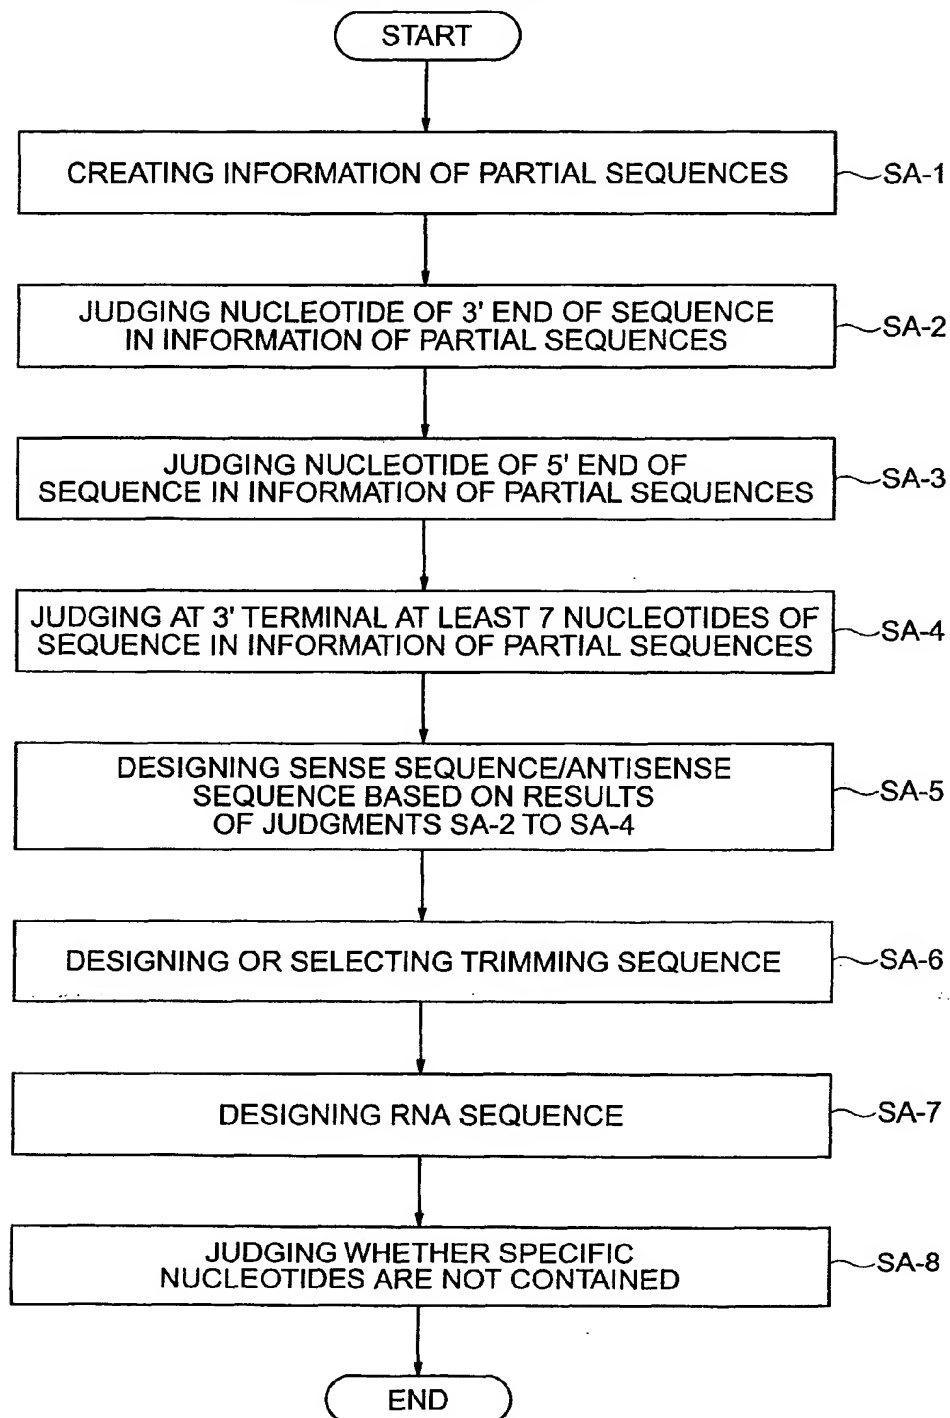 START
CREATING INFORMATION OF PARTIAL SEQUENCES
SA-1
JUDGING NUCLEOTIDE OF 3' END OF SEQUENCE
IN INFORMATION OF PARTIAL SEQUENCES
SA-2
JUDGING NUCLEOTIDE OF 5' END OF
SEQUENCE IN INFORMATION OF PARTIAL SEQUENCES
SA-3
JUDGING AT 3' TERMINAL AT LEAST 7 NUCLEOTIDES OF
SEQUENCE IN INFORMATION OF PARTIAL SEQUENCES
SA-4
DESIGNING SENSE SEQUENCE/ANTISENSE
SEQUENCE BASED ON RESULTS
OF JUDGMENTS SA-2 TO SA-4
SA-5
DESIGNING OR SELECTING TRIMMING SEQUENCE
SA-6
DESIGNING RNA SEQUENCE
SA-7
JUDGING WHETHER SPECIFIC
NUCLEOTIDES ARE NOT CONTAINED
SA-8
END